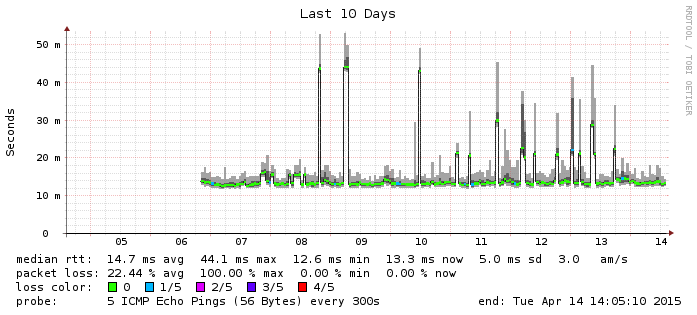 Last 10 Days
RRDTOOL / TOBI OETIKER
Seconds
50 m
40 m
30 m
20 m
10 m
0
05 06 07 08 09 10 11 12 13 14
median rtt: 14.7 ms avg 44.1 ms max 12.6 ms min 13.3 ms now 5.0 ms sd 3.0 am/s
packet loss: 22.44 % avg 100.00 % max 0.00 % min 0.00 % now
loss color: 0 1/5 2/5 3/5 4/5
probe: 5 ICMP Echo Pings (56 Bytes) every 300s end: Tue Apr 14 14:05:10 2015